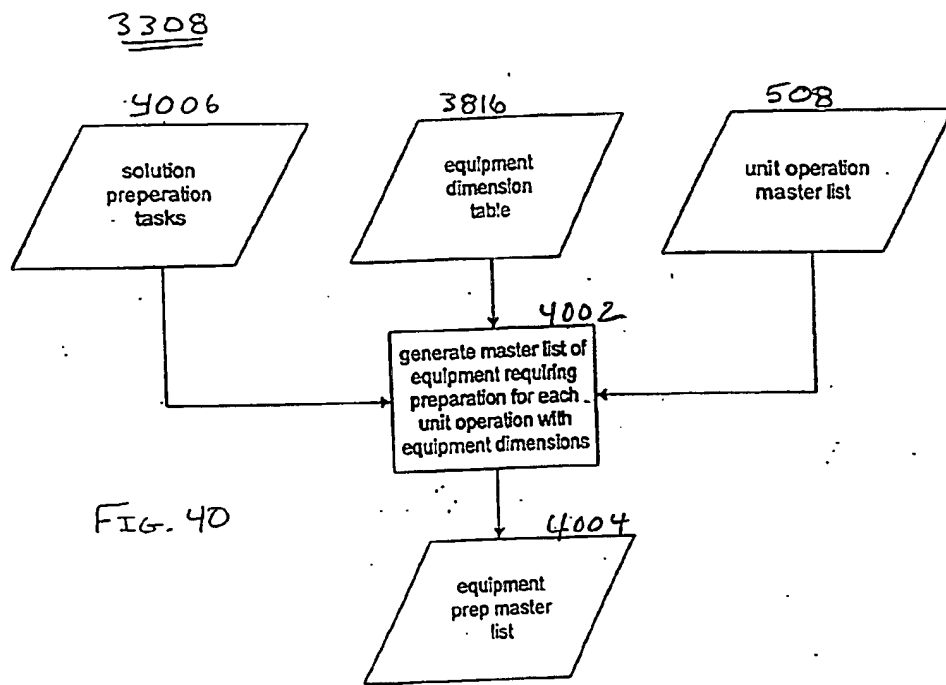 3308
4006
solution
preperation
tasks
3816
equipment
dimension
table
508
unit operation
master list
4002
generate master list of
equipment requiring
preparation for each
unit operation with
equipment dimensions
FIG. 40
4004
equipment
prep master
list